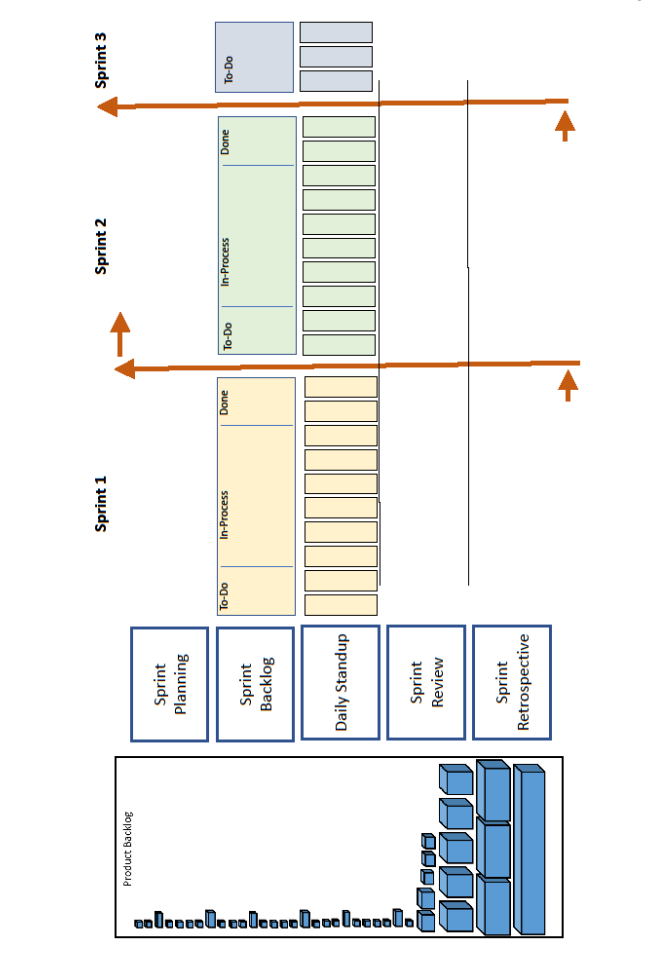 Product Backlog
Sprint
Planning
Sprint
Backlog
Daily Standup
Sprint
Review
Sprint
Retrospective
Sprint 1
To-Do
In-Process
Done
Sprint 2
To-Do
In-Process
Done
Sprint 3
To-Do